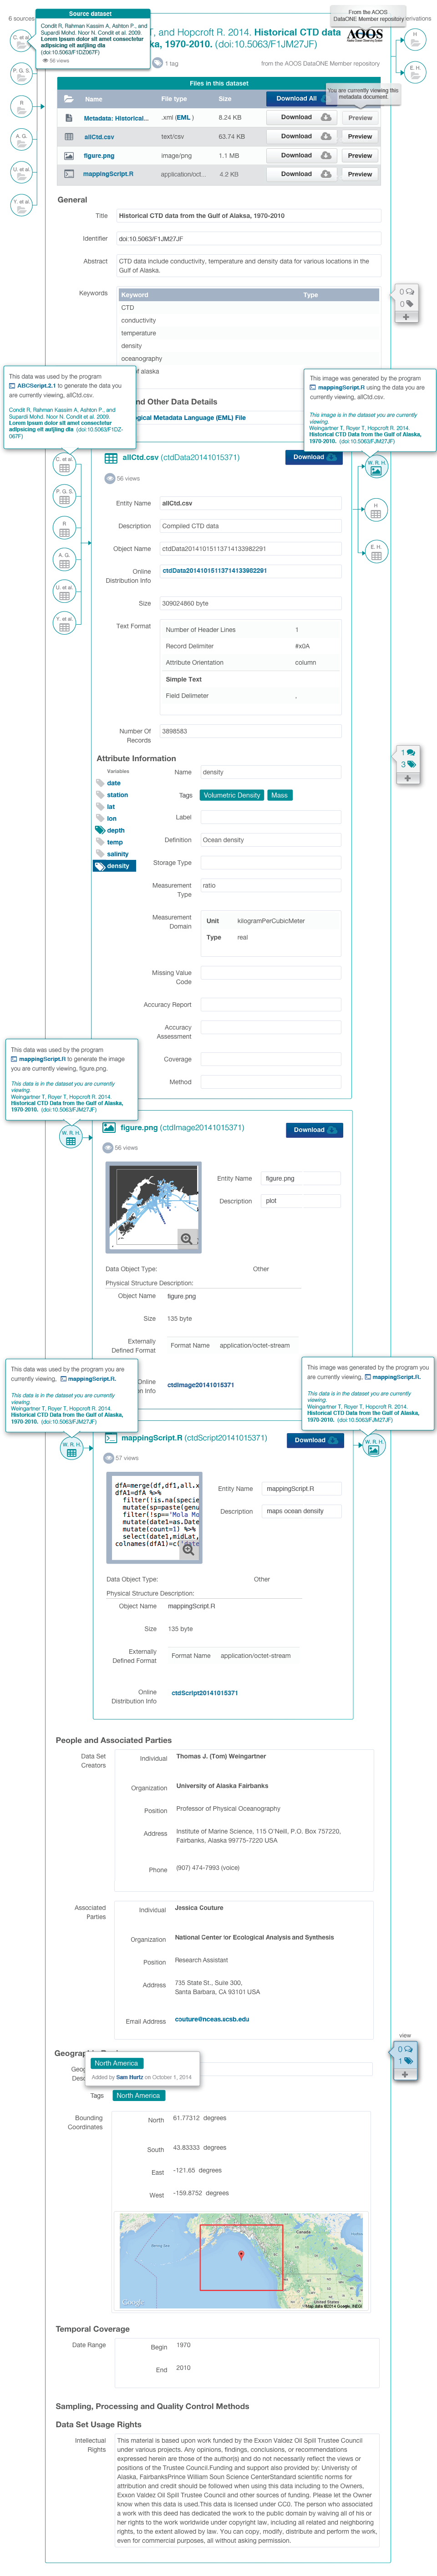 6 sources
Source dataset
Condit R, Rahman Kassim A, Ashton P., and
Supardi Mohd. Noor N. Condit et al. 2009.
Lorem ipsum dolor sit amet consectetur
adipsicing elt autjing dia
(doi:10.5063/F1DZ067F)
56 views
T, and Hopcroft R. 2014. Historical CTD data
ka, 1970-2010. (doi:10.5063/F1JM27JF)
1 tag
From the AOOS
DataONE Member repository
AOOS
from the AOOS DataONE Member repository
C. et al.
P. G. S.
R
A. G.
U. et al.
Y. et al.
H
E. H.
Files in this dataset
Name File type Size Download All
You are currently viewing this
metadata document.
Metadata: Historical... .xml (EML ) 8.24 KB Download Preview
allCtd.csv text/csv 63.74 KB Download Preview
figure.png image/png 1.1 MB Download Preview
mappingScript.R application/oct... 4.2 KB Download Preview
General
Title Historical CTD data from the Gulf of Alaksa, 1970-2010
Identifier doi:10.5063/F1JM27JF
Abstract CTD data include conductivity, temperature and density data for various locations in the
Gulf of Alaska.
Keywords
Keyword Type
CTD
conductivity
temperature
density
oceanography
of alaska
0
0
+
This data was used by the program
ABCScript.2.1 to generate the data you
are currently viewing, allCtd.csv.
Condit R, Rahman Kassim A, Ashton P., and
Supardi Mohd. Noor N. Condit et al. 2009.
Lorem ipsum dolor sit amet consectetur
adipsicing elt autjing dia (doi:10.5063/F1DZ-
067F)
nd Other Data Details
gical Metadata Language (EML) File
This image was generated by the program
mappingScript.R using the data you are
currently viewing, allCtd.csv.
This image is in the dataset you are currently
viewing.
Weingartner T, Royer T, Hopcroft R. 2014.
Historical CTD Data from the Gulf of Alaska,
1970-2010. (doi:10.5063/FJM27JF)
C. et al.
P. G. S.
R
A. G.
U. et al.
Y. et al.
W. R. H.
H
E. H.
allCtd.csv (ctdData20141015371) Download
56 views
Entity Name allCtd.csv
Description Compiled CTD data
Object Name ctdData20141015113714133982291
Online
Distribution Info
ctdData20141015113714133982291
Size 309024860 byte
Text Format
Number of Header Lines 1
Record Delimiter #x0A
Attribute Orientation column
Simple Text
Field Delimeter ,
Number Of
Records
3898583
1
3
+
Attribute Information
Variables
date
station
lat
lon
depth
temp
salinity
density
Name density
Tags Volumetric Density Mass
Label
Definition Ocean density
Storage Type
Measurement
Type
ratio
Measurement
Domain
Unit kilogramPerCubicMeter
Type real
Missing Value
Code
Accuracy Report
Accuracy
Assessment
Coverage
Method
This data was used by the program
mappingScript.R to generate the image
you are currently viewing, figure.png.
This data is in the dataset you are currently
viewing.
Weingartner T, Royer T, Hopcroft R. 2014.
Historical CTD Data from the Gulf of Alaska,
1970-2010. (doi:10.5063/FJM27JF)
W. R. H.
figure.png (ctdImage20141015371) Download
56 views
Entity Name figure.png
Description plot
Data Object Type: Other
Physical Structure Description:
Object Name figure.png
Size 135 byte
Externally
Defined Format
Format Name application/octet-stream
Online
n Info
ctdImage20141015371
This data was used by the program you are
currently viewing, mappingScript.R.
This data is in the dataset you are currently
viewing.
Weingartner T, Royer T, Hopcroft R. 2014.
Historical CTD Data from the Gulf of Alaska,
1970-2010. (doi:10.5063/FJM27JF)
W. R. H.
This image was generated by the program you
are currently viewing, mappingScript.R.
This data is in the dataset you are currently
viewing.
Weingartner T, Royer T, Hopcroft R. 2014.
Historical CTD Data from the Gulf of Alaska,
1970-2010. (doi:10.5063/FJM27JF)
W. R. H.
mappingScript.R (ctdScript20141015371) Download
57 views
dfA=merge(df,df1,all.x
dfA1=dfA %>%
filter(!is.na(specie
mutate(sp=paste(genu
filter(!sp=='Mola Mo
mutate(date1=as.Date
mutate(count=1) %>%
select(date1,midLat,
colnames(dfA1)=c('date
Entity Name mappingScript.R
Description maps ocean density
Data Object Type: Other
Physical Structure Description:
Object Name mappingScript.R
Size 135 byte
Externally
Defined Format
Format Name application/octet-stream
Online
Distribution Info
ctdScript20141015371
People and Associated Parties
Data Set
Creators
Individual Thomas J. (Tom) Weingartner
Organization University of Alaska Fairbanks
Position Professor of Physical Oceanography
Address Institute of Marine Science, 115 O'Neill, P.O. Box 757220,
Fairbanks, Alaska 99775-7220 USA
Phone (907) 474-7993 (voice)
Associated
Parties
Individual Jessica Couture
Organization National Center for Ecological Analysis and Synthesis
Position Research Assistant
Address 735 State St., Suite 300,
Santa Barbara, CA 93101 USA
Email Address couture@nceas.ucsb.edu
view
0
1
+
Geographic
North America
Added by Sam Hurtz on October 1, 2014
Tags North America
Bounding
Coordinates
North 61.77312 degrees
South 43.83333 degrees
East -121.65 degrees
West -159.8752 degrees
Bering Sea
Canada
United States
Google
Map data ©2014 Google, INEGI
Temporal Coverage
Date Range
Begin 1970
End 2010
Sampling, Processing and Quality Control Methods
Data Set Usage Rights
Intellectual
Rights
This material is based upon work funded by the Exxon Valdez Oil Spill Trustee Council
under various projects. Any opinions, findings, conclusions, or recommendations
expressed herein are those of the author(s) and do not necessarily reflect the views or
positions of the Trustee Council.Funding and support also provided by: Univeristy of
Alaska, FairbanksPrince William Soun Science CenterStandard scientific norms for
attribution and credit should be followed when using this data including to the Owners,
Exxon Valdez Oil Spill Trustee Council and other sources of funding. Please let the Owner
know when this data is used.This data is licensed under CC0. The person who associated
a work with this deed has dedicated the work to the public domain by waiving all of his or
her rights to the work worldwide under copyright law, including all related and neighboring
rights, to the extent allowed by law. You can copy, modify, distribute and perform the work,
even for commercial purposes, all without asking permission.